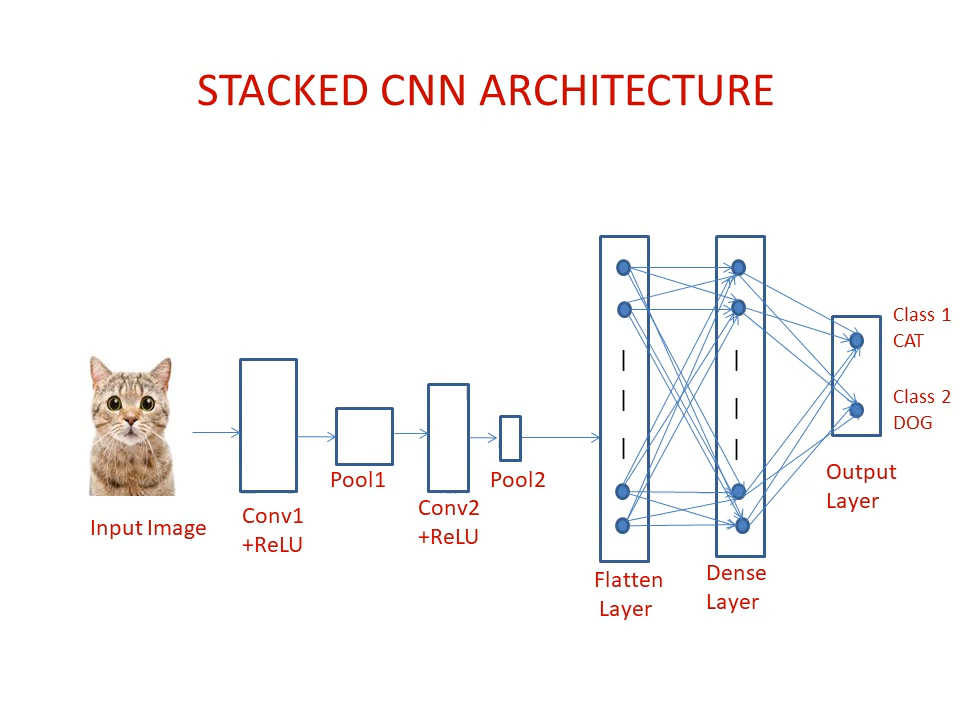 STACKED CNN ARCHITECTURE
Input Image
Conv1
+ReLU
Pool1
Conv2
+ReLU
Pool2
Flatten
Layer
Dense
Layer
Output
Layer
Class 1
CAT
Class 2
DOG